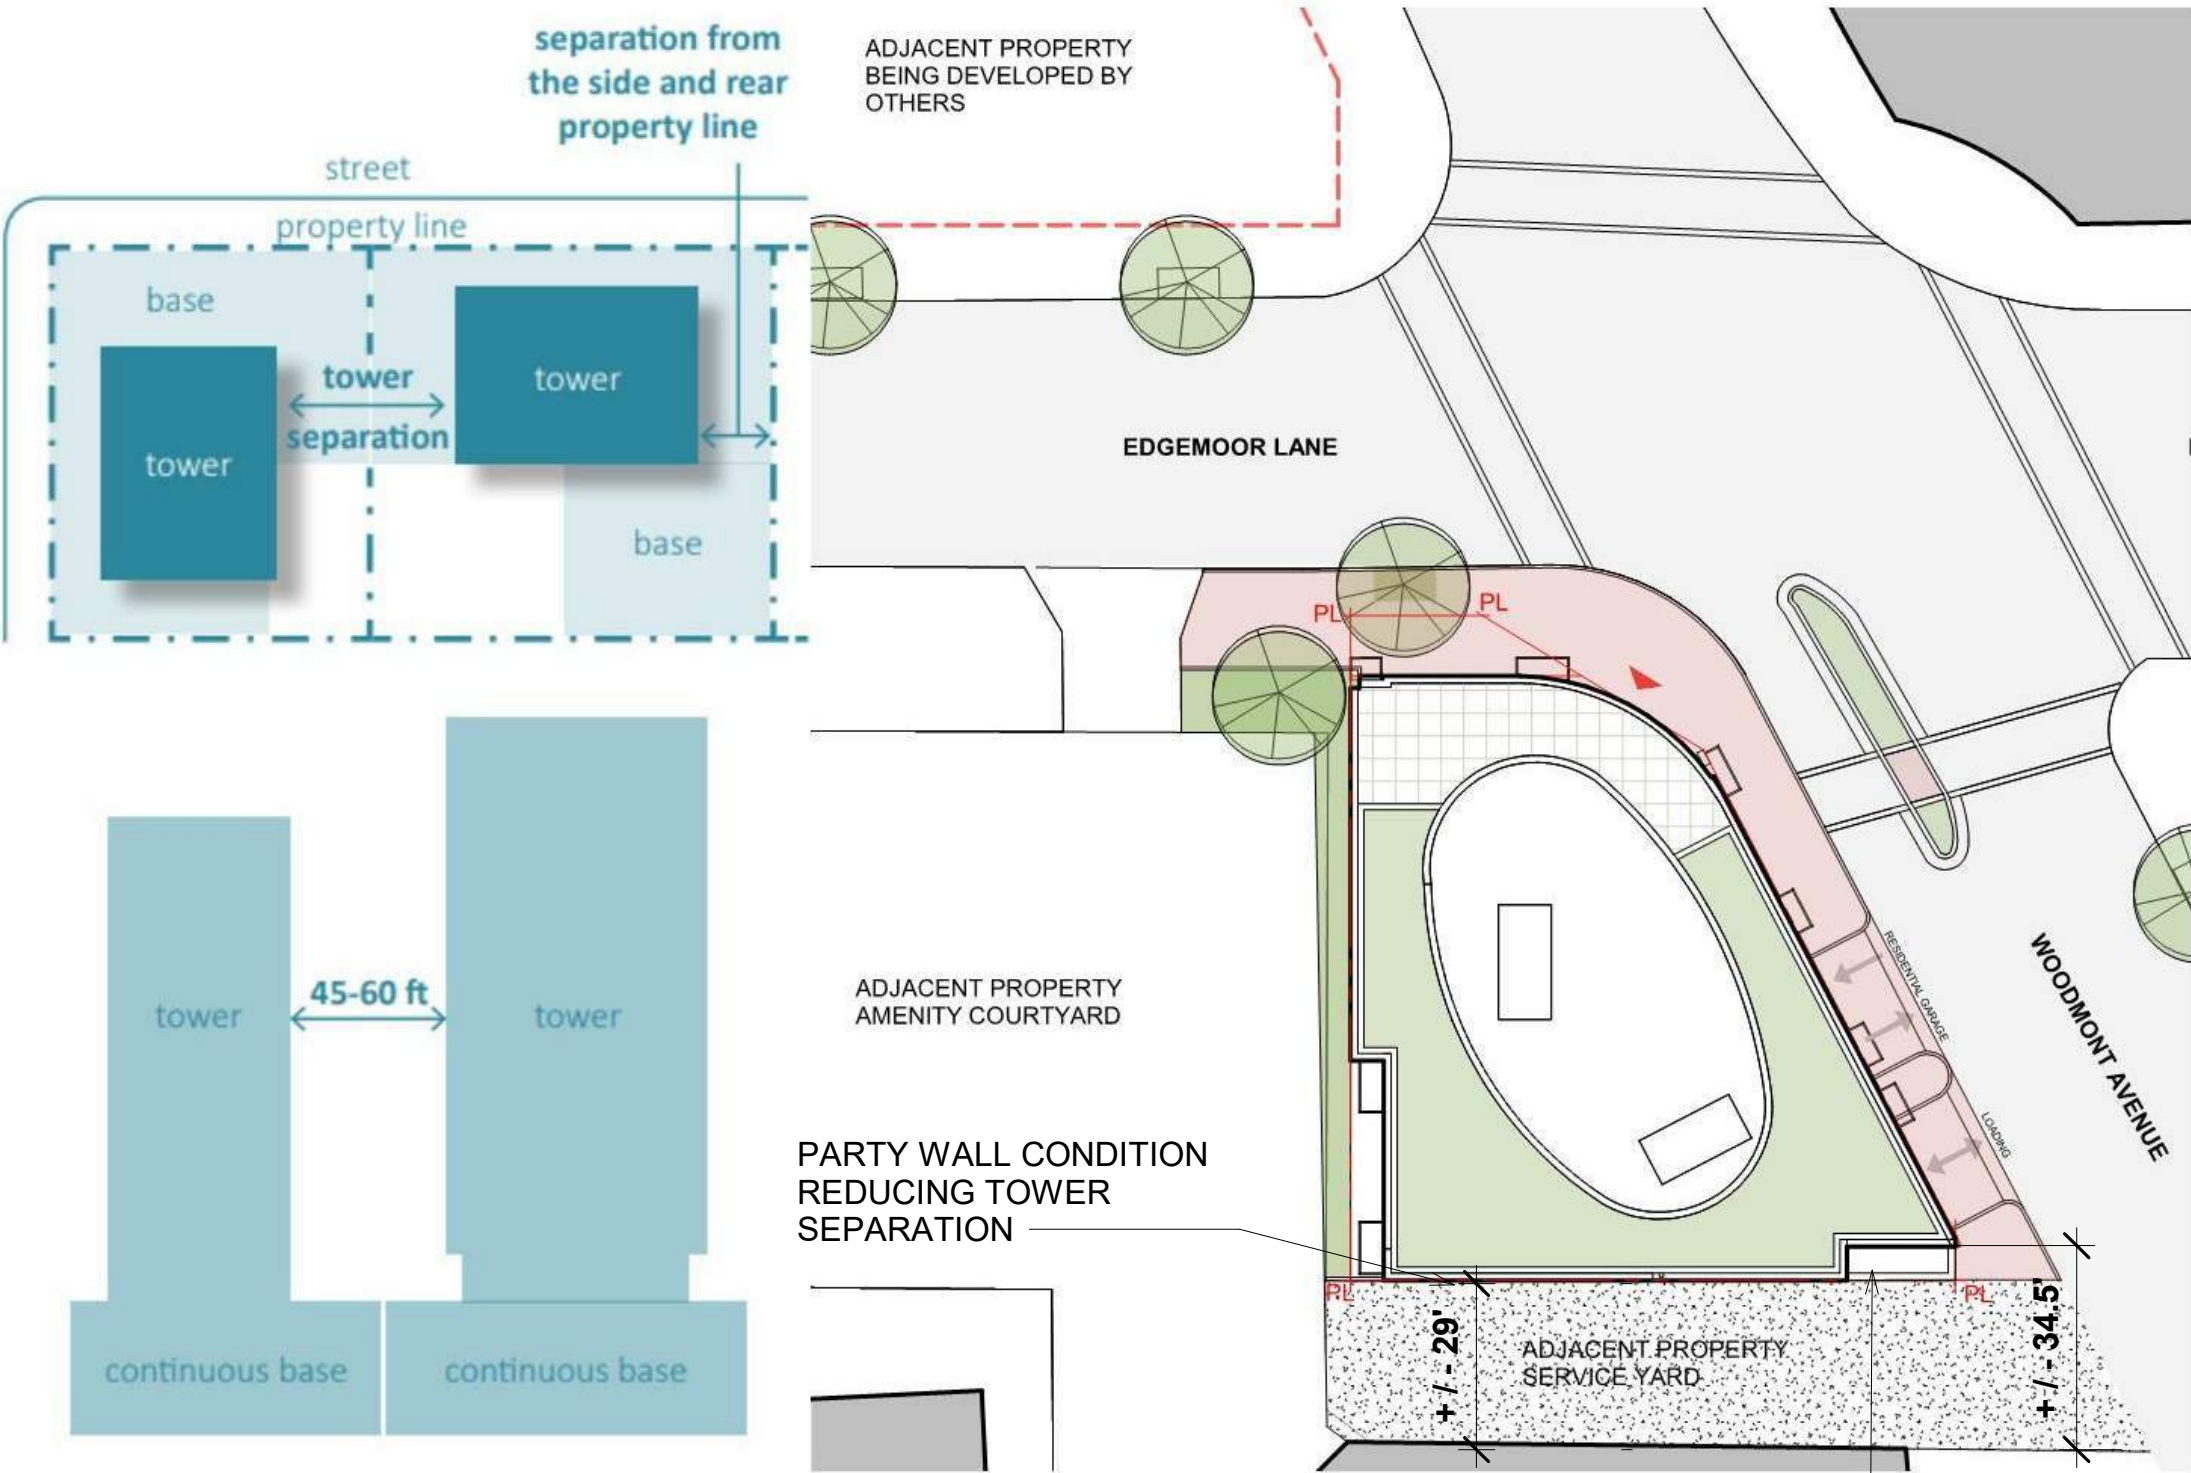 separation from
the side and rear
property line
street
property line
base
tower
tower
separation
tower
base
tower
45-60 ft
tower
continuous base
continuous base
ADJACENT PROPERTY
BEING DEVELOPED BY
OTHERS
EDGEMOOR LANE
PL
PL
ADJACENT PROPERTY
AMENITY COURTYARD
RESIDENTIAL GARAGE
WOODMONT AVENUE
LOADING
PARTY WALL CONDITION
REDUCING TOWER
SEPARATION
PL
PL
+ / - 29'
ADJACENT PROPERTY
SERVICE YARD
+ / - 34.5'